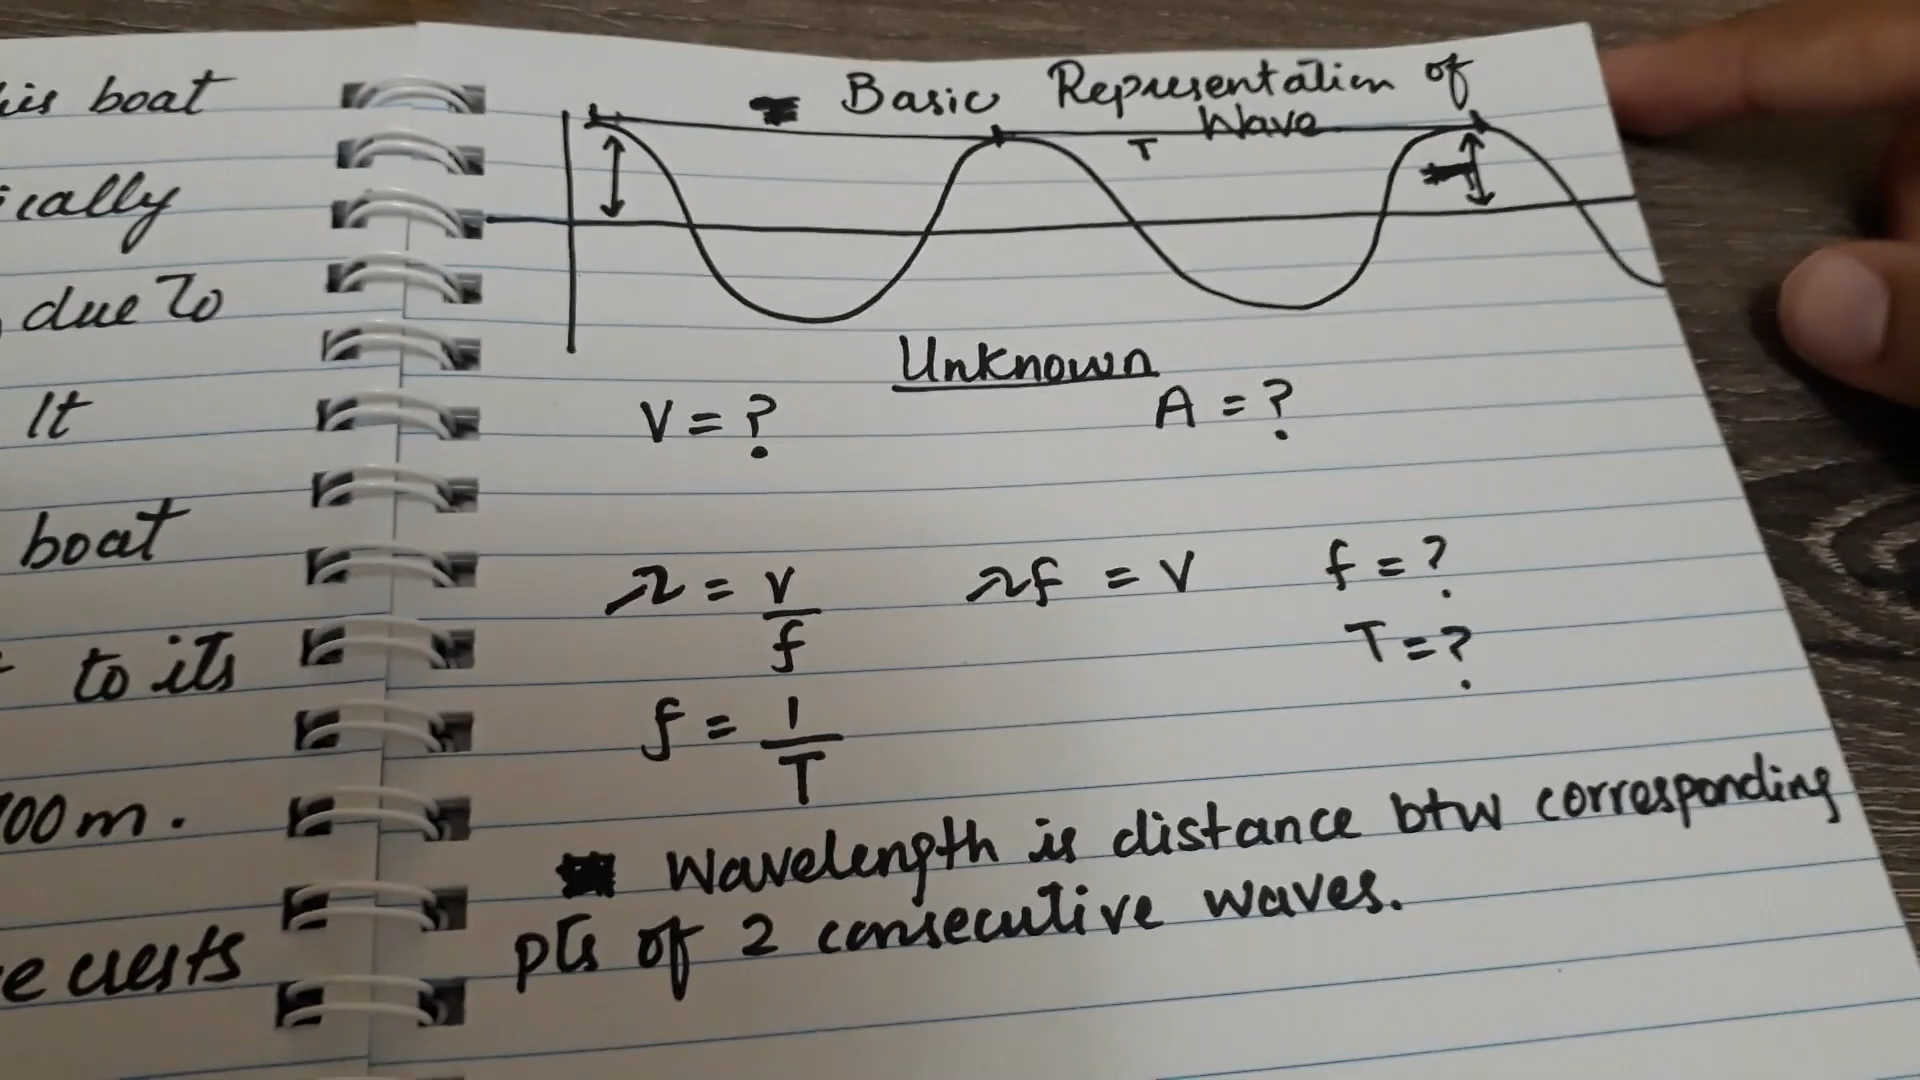 his boat
ically
due to
It
boat
to its
00m.
e crests
Basic Representation of
Wave
T
Unknown
V = ?
A = ?
λ = v/f
λf = V
f = ?
T = ?
f = 1/T
Wavelength is distance btw corresponding
pts of 2 consecutive waves.